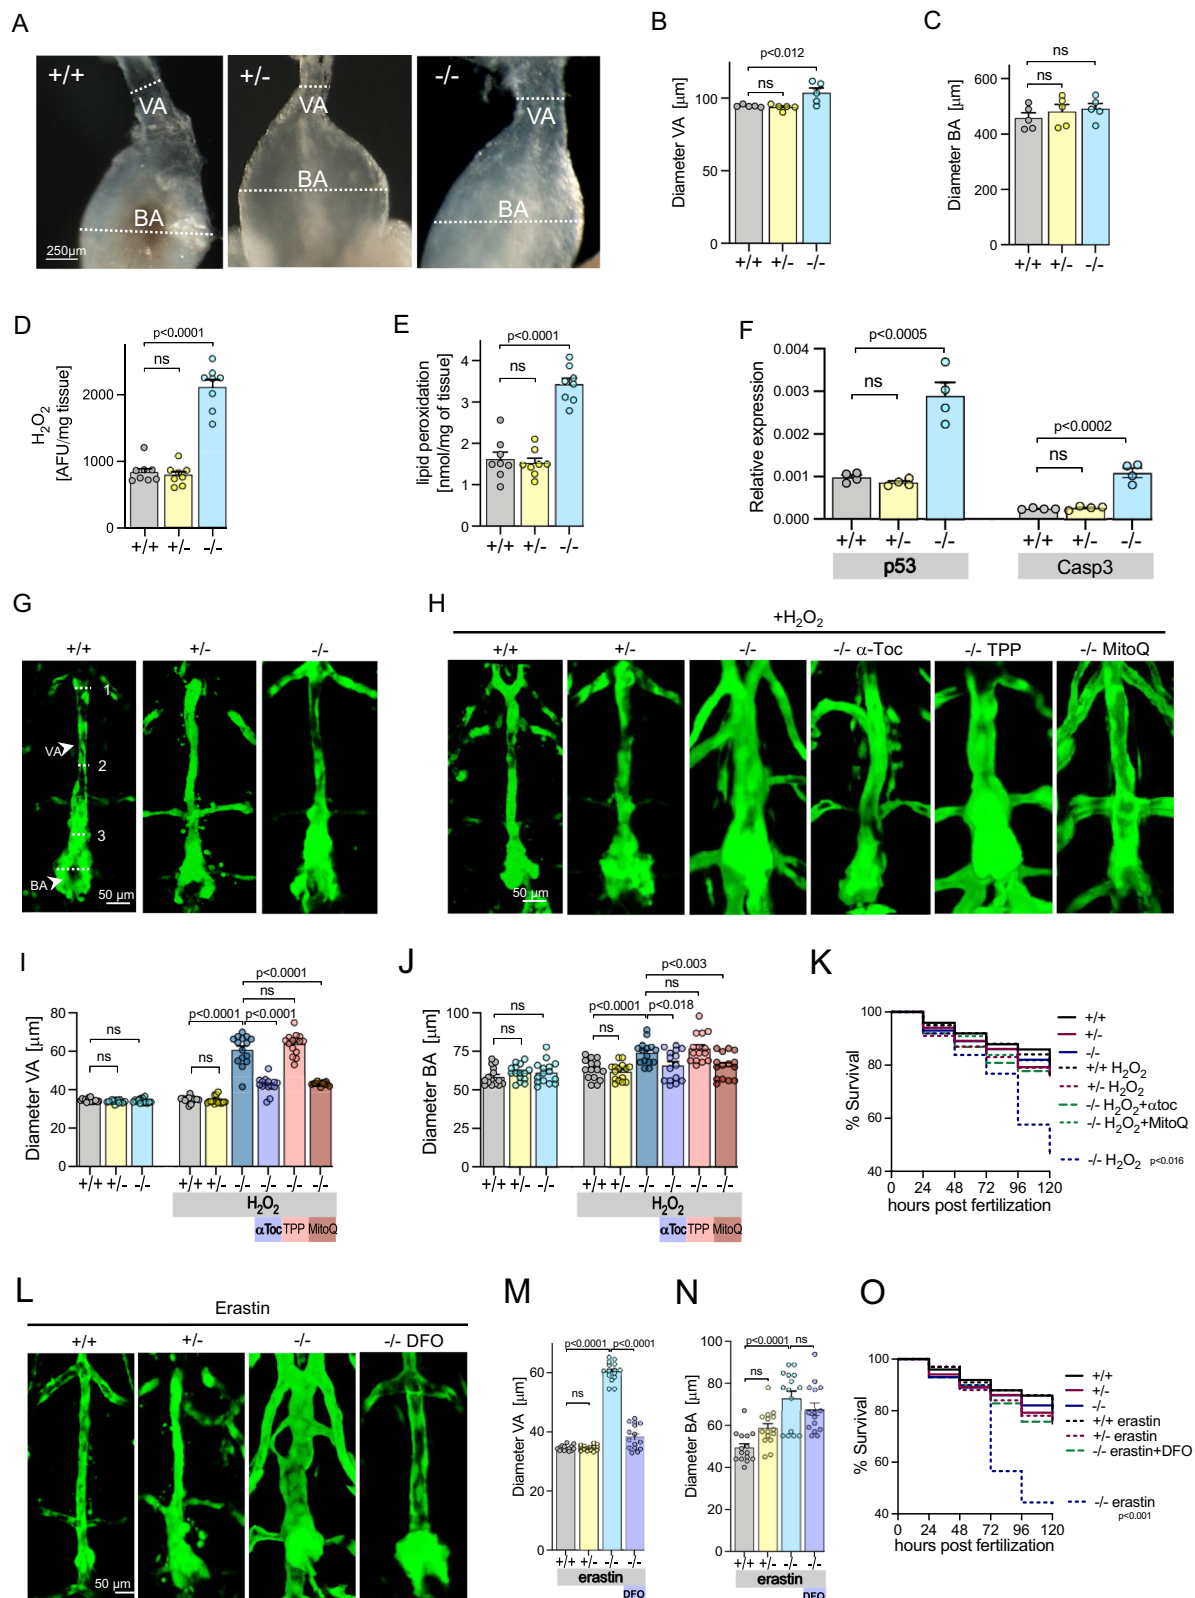 A
+/+
+/-
-/-
VA
VA
VA
BA
BA
BA
250µm
B
Diameter VA [µm]
p<0.012
ns
100
50
0
+/+ +/- -/-
C
Diameter BA [µm]
ns
ns
600
400
200
0
+/+ +/- -/-
D
H₂O₂
[AFU/mg tissue]
p<0.0001
ns
2000
1000
0
+/+ +/- -/-
E
lipid peroxidation
[nmol/mg of tissue]
p<0.0001
ns
4
3
2
1
0
+/+ +/- -/-
F
Relative expression
p<0.0005
ns
p<0.0002
ns
0.004
0.003
0.002
0.001
0.000
+/+ +/- -/- +/+ +/- -/-
p53 Casp3
G
+/+ +/- -/-
1
VA
2
3
BA
50 µm
H
+H₂O₂
+/+ +/- -/- -/- α-Toc -/- TPP -/- MitoQ
50 µm
I
Diameter VA [µm]
p<0.0001
ns
p<0.0001 p<0.0001
ns
ns
ns
80
60
40
20
0
+/+ +/- -/- +/+ +/- -/- -/- -/- -/-
H₂O₂
αToc TPP MitoQ
J
Diameter BA [µm]
p<0.003
ns
p<0.0001 p<0.018
ns
ns
ns
100
75
50
25
0
+/+ +/- -/- +/+ +/- -/- -/- -/- -/-
H₂O₂
αToc TPP MitoQ
K
% Survival
100
80
60
40
0 24 48 72 96 120
hours post fertilization
+/+
+/-
-/-
+/+ H₂O₂
+/- H₂O₂
-/- H₂O₂+αtoc
-/- H₂O₂+MitoQ
-/- H₂O₂ p<0.016
L
Erastin
+/+ +/- -/- -/- DFO
50 µm
M
Diameter VA [µm]
p<0.0001 p<0.0001
ns
60
40
20
0
+/+ +/- -/- -/-
erastin
DFO
N
Diameter BA [µm]
p<0.0001 ns
ns
100
80
60
40
20
0
+/+ +/- -/- -/-
erastin
DFO
O
% Survival
100
80
60
40
0 24 48 72 96 120
hours post fertilization
+/+
+/-
-/-
+/+ erastin
+/- erastin
-/- erastin+DFO
-/- erastin
p<0.001